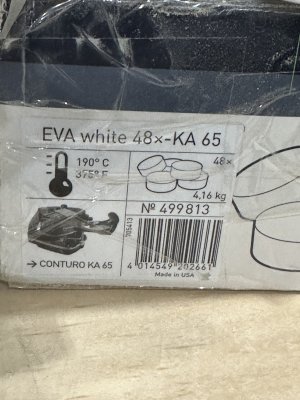 EVA white 48×-KA 65
190° C
375° F
48×
4,16 kg
№ 499813
705413
→ CONTURO KA 65
4 014549 202661
Made in USA